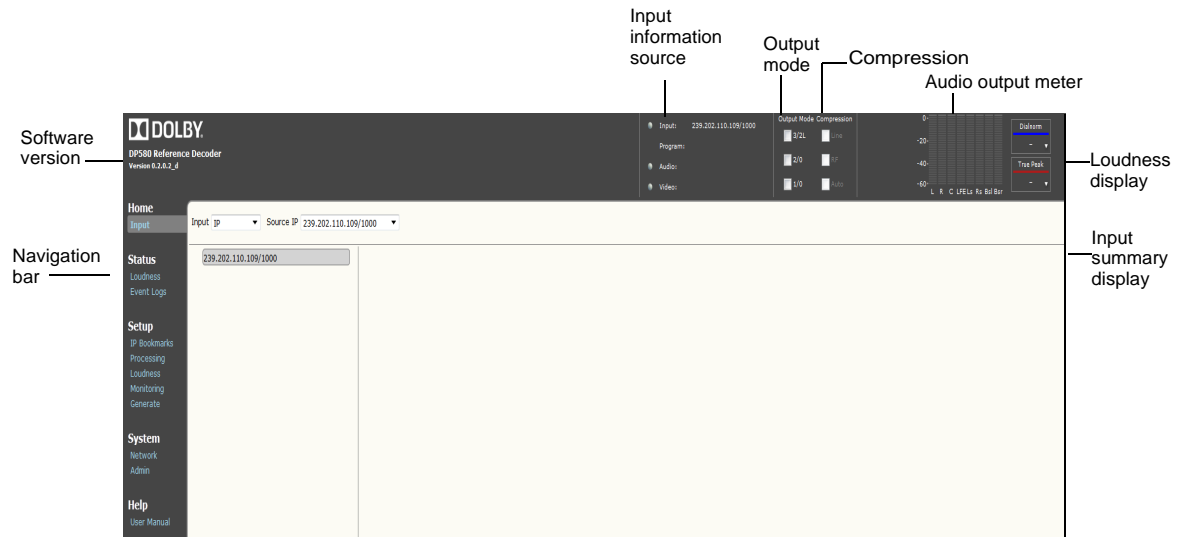 Input
information
source
Output
mode
Compression
Audio output meter
Software
version
Navigation
bar
Loudness
display
Input
summary
display
DOLBY.
DP580 Reference Decoder
Version 0.2.0.2_d
Input: 239.202.110.109/1000
Program:
Audio:
Video:
Output Mode Compression
3/2L Line
2/0 RF
1/0 Auto
0-
-20-
-40-
-60-
L R C LFE Ls Rs Bsl Bsr
Dialnorm
-
True Peak
-
Home
Input
Status
Loudness
Event Logs
Setup
IP Bookmarks
Processing
Loudness
Monitoring
Generate
System
Network
Admin
Help
User Manual
Input IP Source IP 239.202.110.109/1000
239.202.110.109/1000